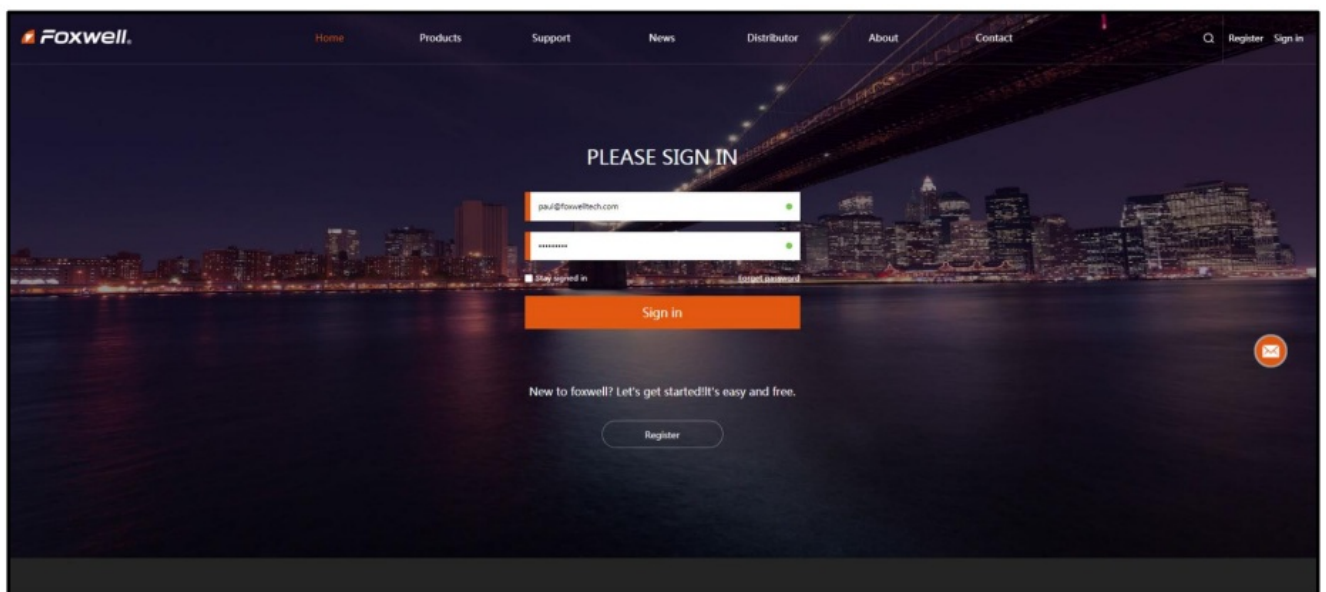 Foxwell®
Home Products Support News Distributor About Contact Register Sign in
PLEASE SIGN IN
paul@foxwelltech.com
•••••••••
Stay signed in Forget password
Sign in
New to foxwell? Let's get started!It's easy and free.
Register